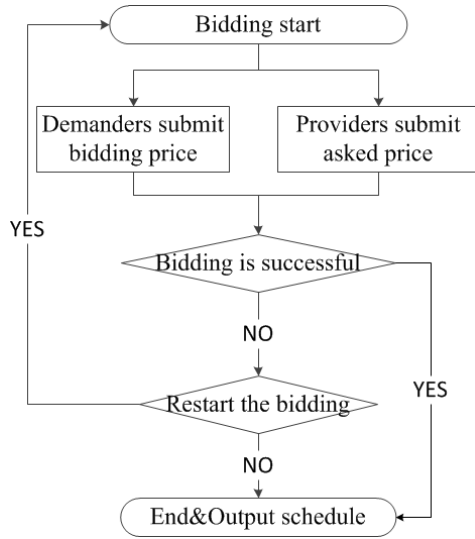 Bidding start
Demanders submit
bidding price
Providers submit
asked price
YES
Bidding is successful
NO
YES
Restart the bidding
NO
End&Output schedule